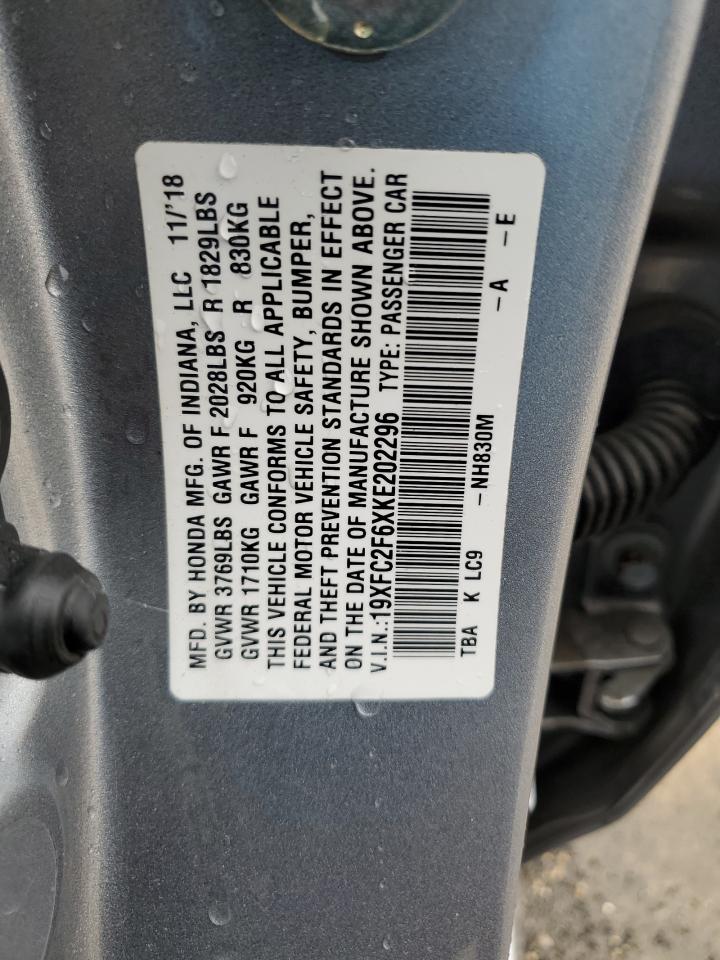 MFD. BY HONDA MFG. OF INDIANA, LLC 11/'18
GVWR 3769LBS GAWR F 2028LBS R 1829LBS
GVWR 1710KG GAWR F 920KG R 830KG
THIS VEHICLE CONFORMS TO ALL APPLICABLE
FEDERAL MOTOR VEHICLE SAFETY, BUMPER,
AND THEFT PREVENTION STANDARDS IN EFFECT
ON THE DATE OF MANUFACTURE SHOWN ABOVE.
V.I.N.:19XFC2F6XKE202296 TYPE: PASSENGER CAR
TBA K LC9 -NH830M -A -E